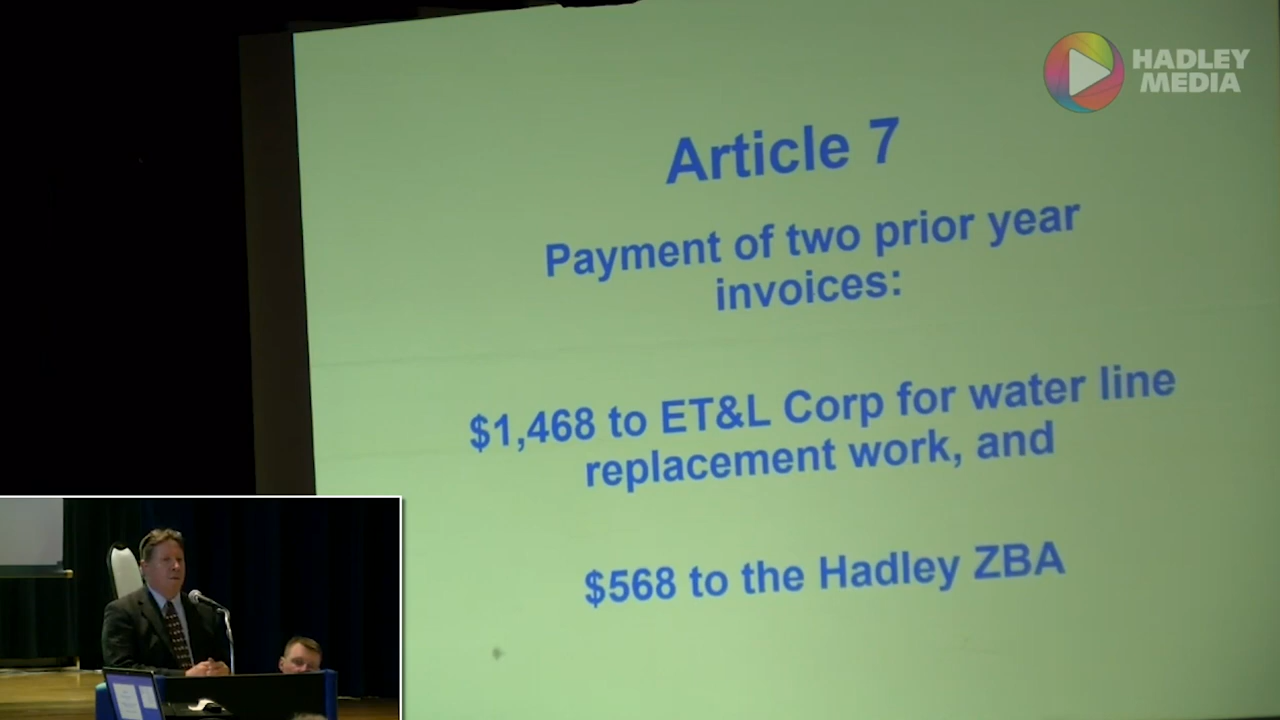 HADLEY
MEDIA
Article 7
Payment of two prior year
invoices:
$1,468 to ET&L Corp for water line
replacement work, and
$568 to the Hadley ZBA